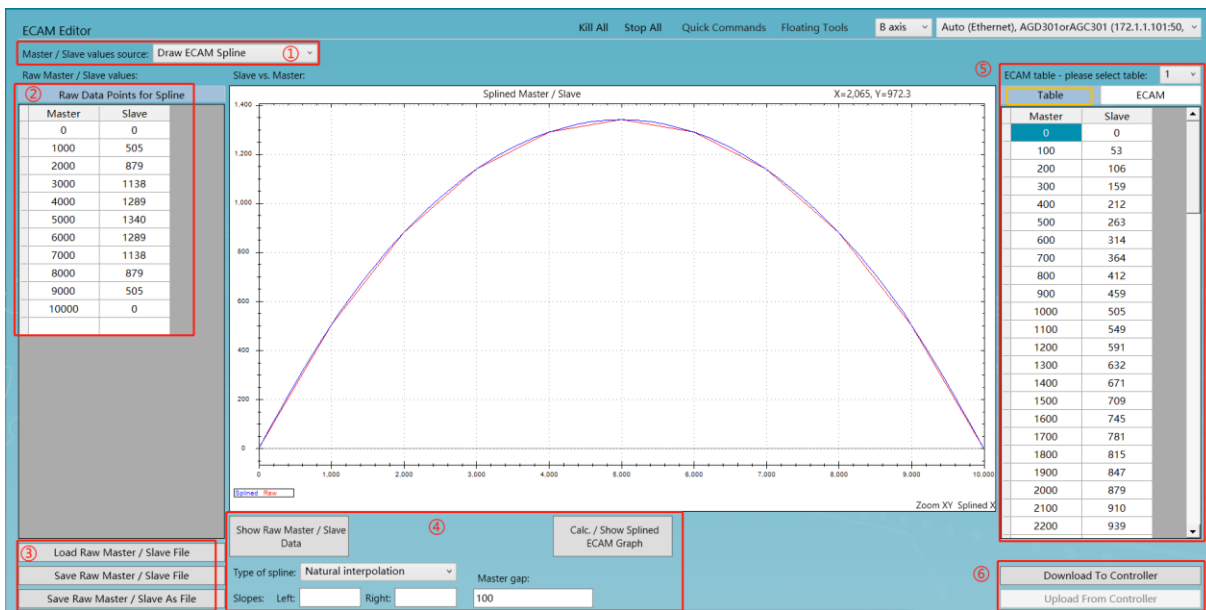 ECAM Editor
Kill All Stop All Quick Commands Floating Tools B axis Auto (Ethernet), AGD301orAGC301 (172.1.1.101:50,
Master / Slave values source: Draw ECAM Spline ①
Raw Master / Slave values:
② Raw Data Points for Spline
Master Slave
0 0
1000 505
2000 879
3000 1138
4000 1289
5000 1340
6000 1289
7000 1138
8000 879
9000 505
10000 0
③ Load Raw Master / Slave File
Save Raw Master / Slave File
Save Raw Master / Slave As File
Slave vs. Master:
Splined Master / Slave X=2,065, Y=972.3
1,400
1,200
1,000
800
600
400
200
0
0 1,000 2,000 3,000 4,000 5,000 6,000 7,000 8,000 9,000 10,000
Splined Raw
Zoom XY Splined X
④
Show Raw Master / Slave Data
Calc. / Show Splined ECAM Graph
Type of spline: Natural interpolation
Master gap:
Slopes: Left: Right: 100
⑤ ECAM table - please select table: 1
Table ECAM
Master Slave
0 0
100 53
200 106
300 159
400 212
500 263
600 314
700 364
800 412
900 459
1000 505
1100 549
1200 591
1300 632
1400 671
1500 709
1600 745
1700 781
1800 815
1900 847
2000 879
2100 910
2200 939
⑥ Download To Controller
Upload From Controller